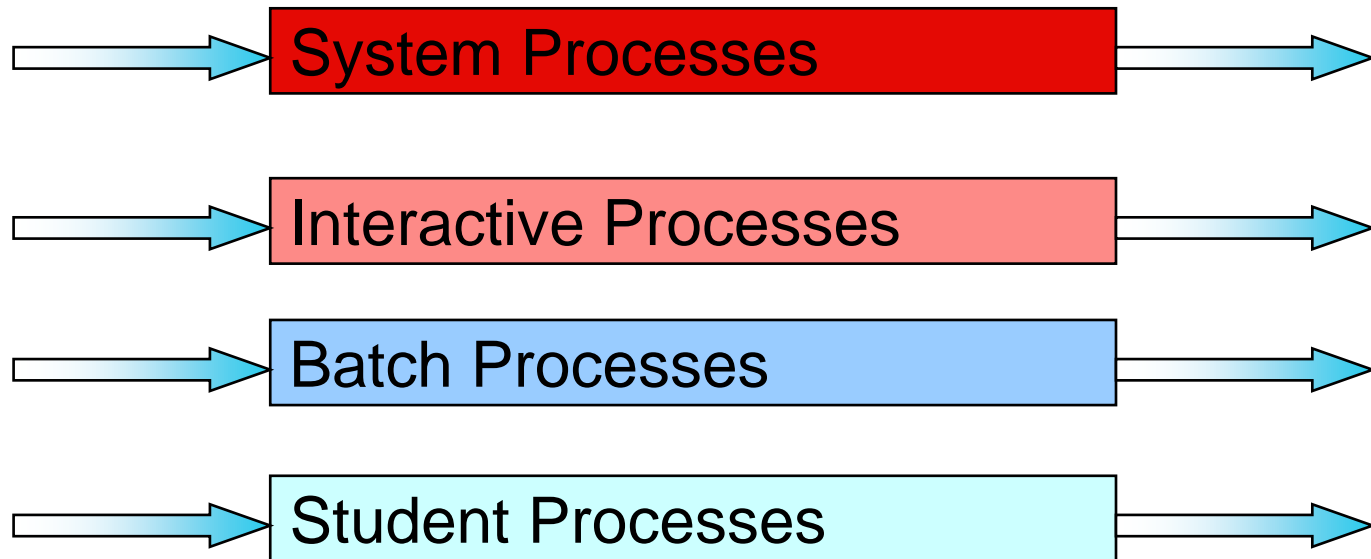 System Processes
Interactive Processes
Batch Processes
Student Processes